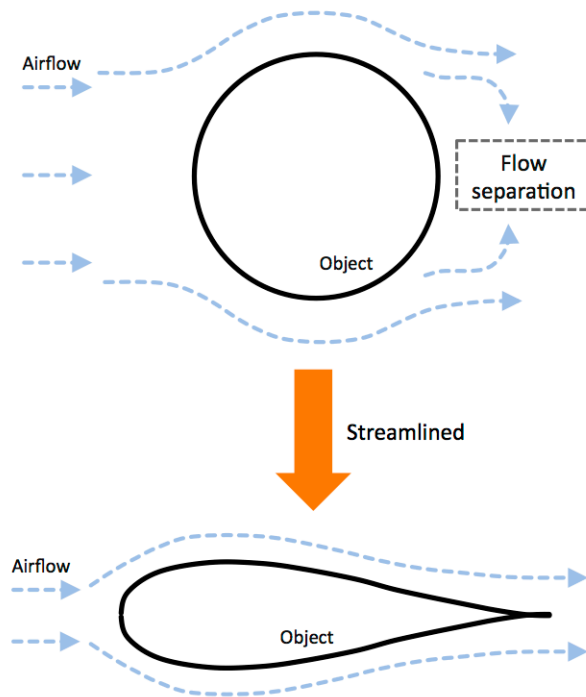 Airflow
Flow
separation
Object
Streamlined
Airflow
Object